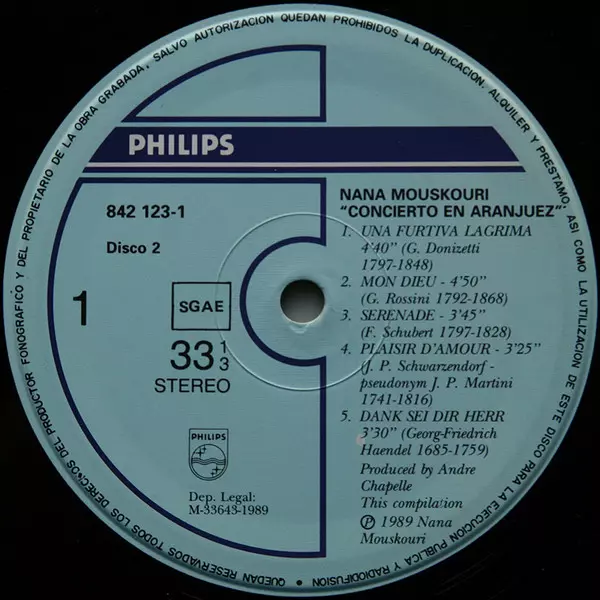 QUEDAN RESERVADOS TODOS LOS DERECHOS DEL PRODUCTOR FONOGRAFICO Y DEL PROPIETARIO DE LA OBRA GRABADA, SALVO AUTORIZACION QUEDAN PROHIBIDOS LA DUPLICACION, ALQUILER Y PRESTAMO, ASI COMO LA UTILIZACION DE ESTE DISCO PARA LA EJECUCION PUBLICA Y RADIODIFUSION
PHILIPS
842 123-1
Disco 2
1
SGAE
33 1/3
STEREO
PHILIPS
Dep. Legal:
M-33643-1989
NANA MOUSKOURI
"CONCIERTO EN ARANJUEZ"
1. UNA FURTIVA LAGRIMA
4'40" (G. Donizetti
1797-1848)
2. MON DIEU - 4'50"
(G. Rossini 1792-1868)
3. SERENADE - 3'45"
(F. Schubert 1797-1828)
4. PLAISIR D'AMOUR - 3'25"
(J. P. Schwarzendorf -
pseudonym J. P. Martini
1741-1816)
5. DANK SEI DIR HERR
3'30" (Georg-Friedrich
Haendel 1685-1759)
Produced by Andre
Chapelle
This compilation
℗ 1989 Nana
Mouskouri